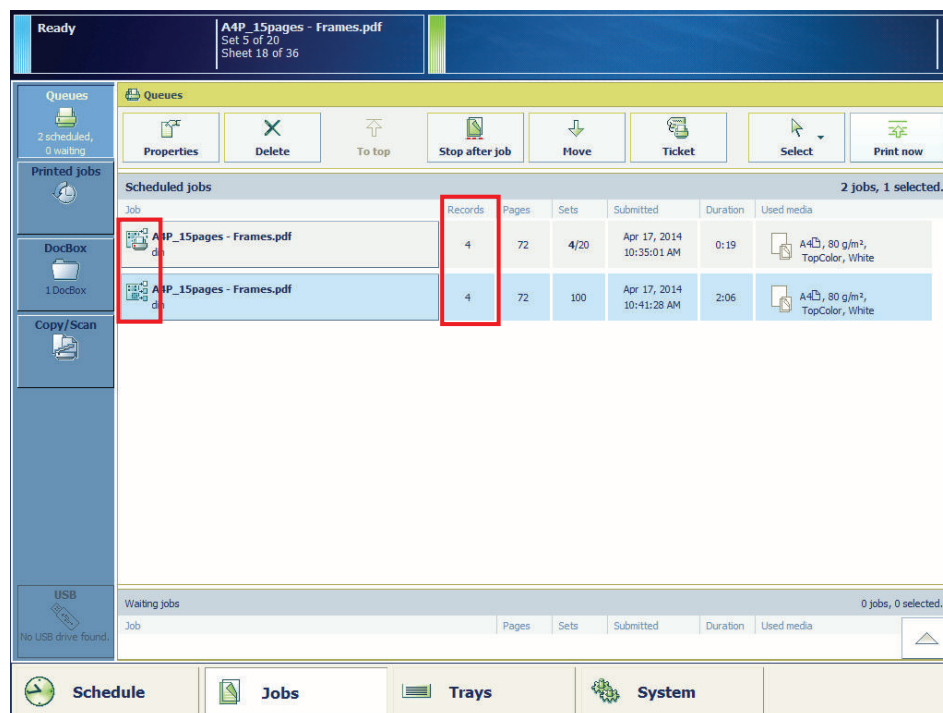 Ready
A4P_15pages - Frames.pdf
Set 5 of 20
Sheet 18 of 36
Queues
2 scheduled,
0 waiting
Printed jobs
DocBox
1 DocBox
Copy/Scan
USB
No USB drive found.
Queues
Properties
Delete
To top
Stop after job
Move
Ticket
Select
Print now
Scheduled jobs
2 jobs, 1 selected.
Job Records Pages Sets Submitted Duration Used media
A4P_15pages - Frames.pdf
4 72 4/20 Apr 17, 2014 10:35:01 AM 0:19 A4, 80 g/m², TopColor, White
A4P_15pages - Frames.pdf
4 72 100 Apr 17, 2014 10:41:28 AM 2:06 A4, 80 g/m², TopColor, White
Waiting jobs
0 jobs, 0 selected.
Job Pages Sets Submitted Duration Used media
Schedule
Jobs
Trays
System